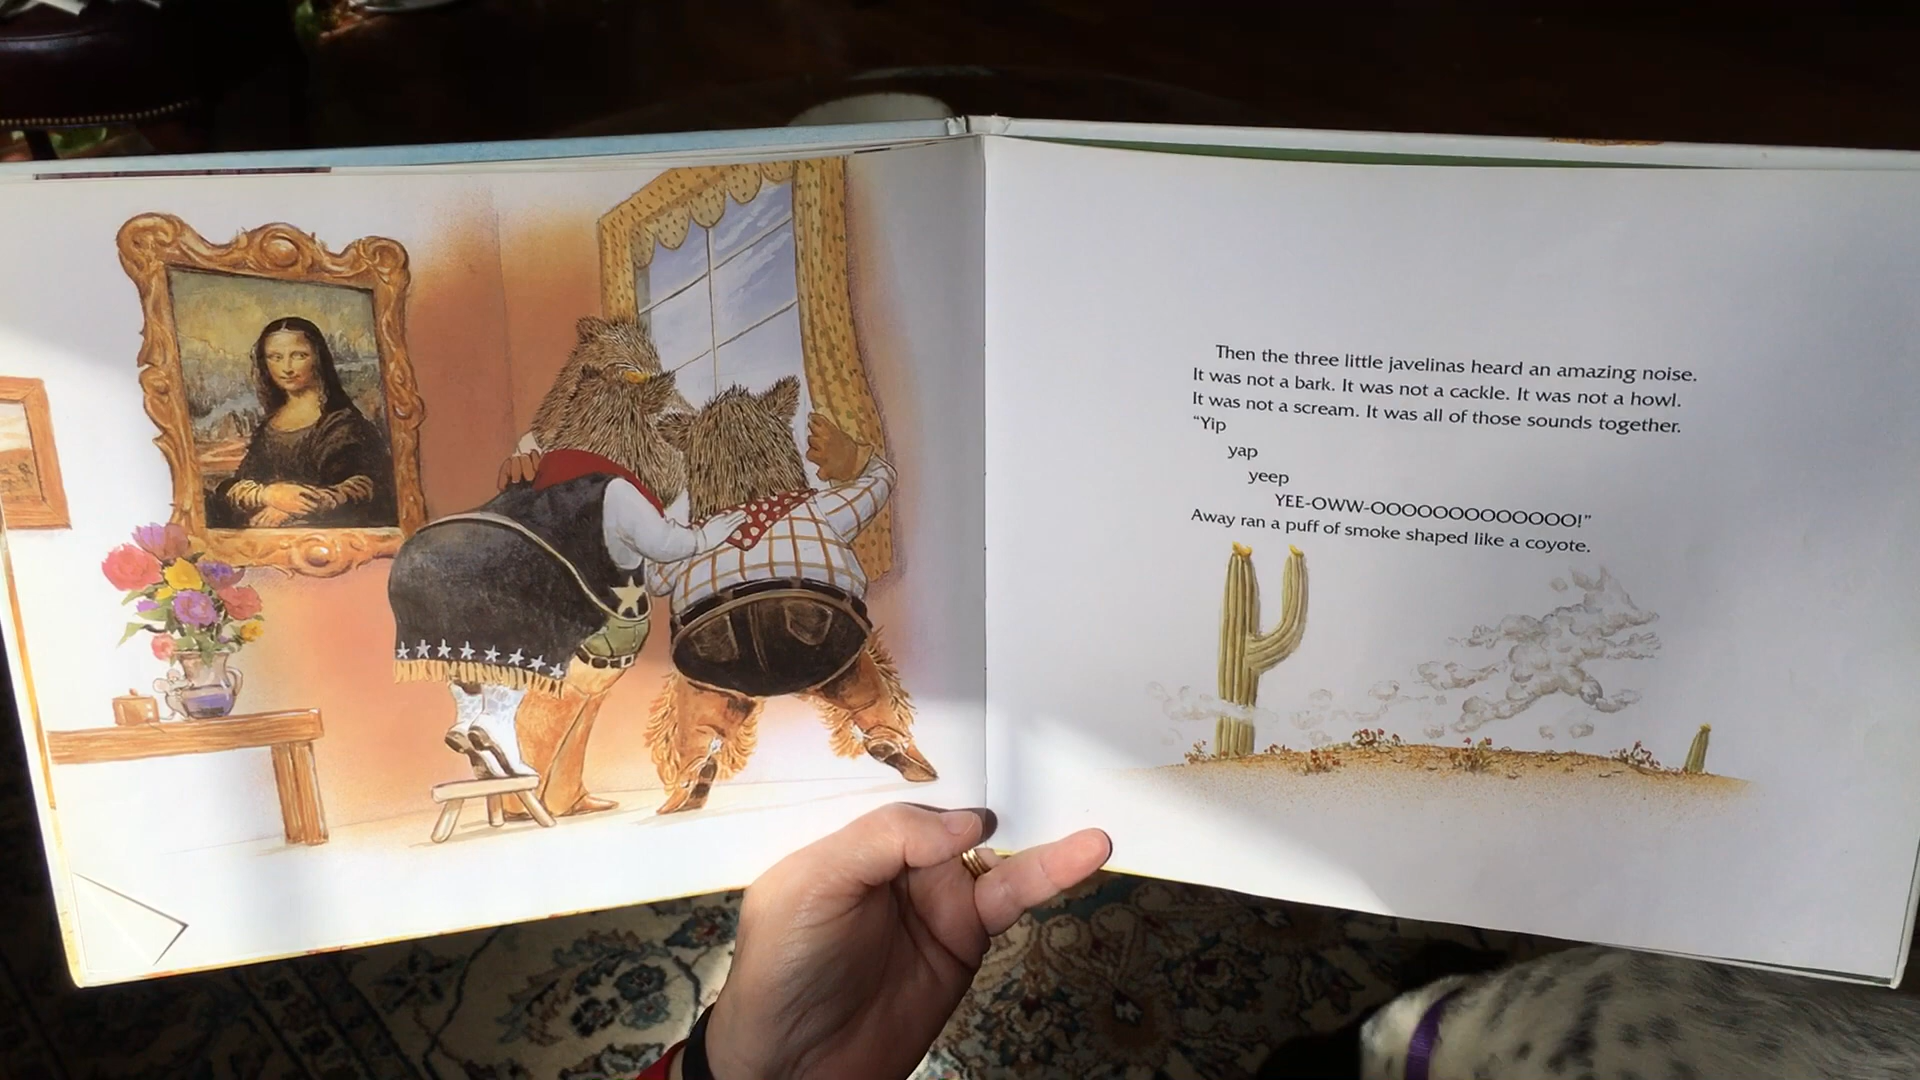 Then the three little javelinas heard an amazing noise.
It was not a bark. It was not a cackle. It was not a howl.
It was not a scream. It was all of those sounds together.
“Yip
yap
yeep
YEE-OWW-OOOOOOOOOOOOO!”
Away ran a puff of smoke shaped like a coyote.